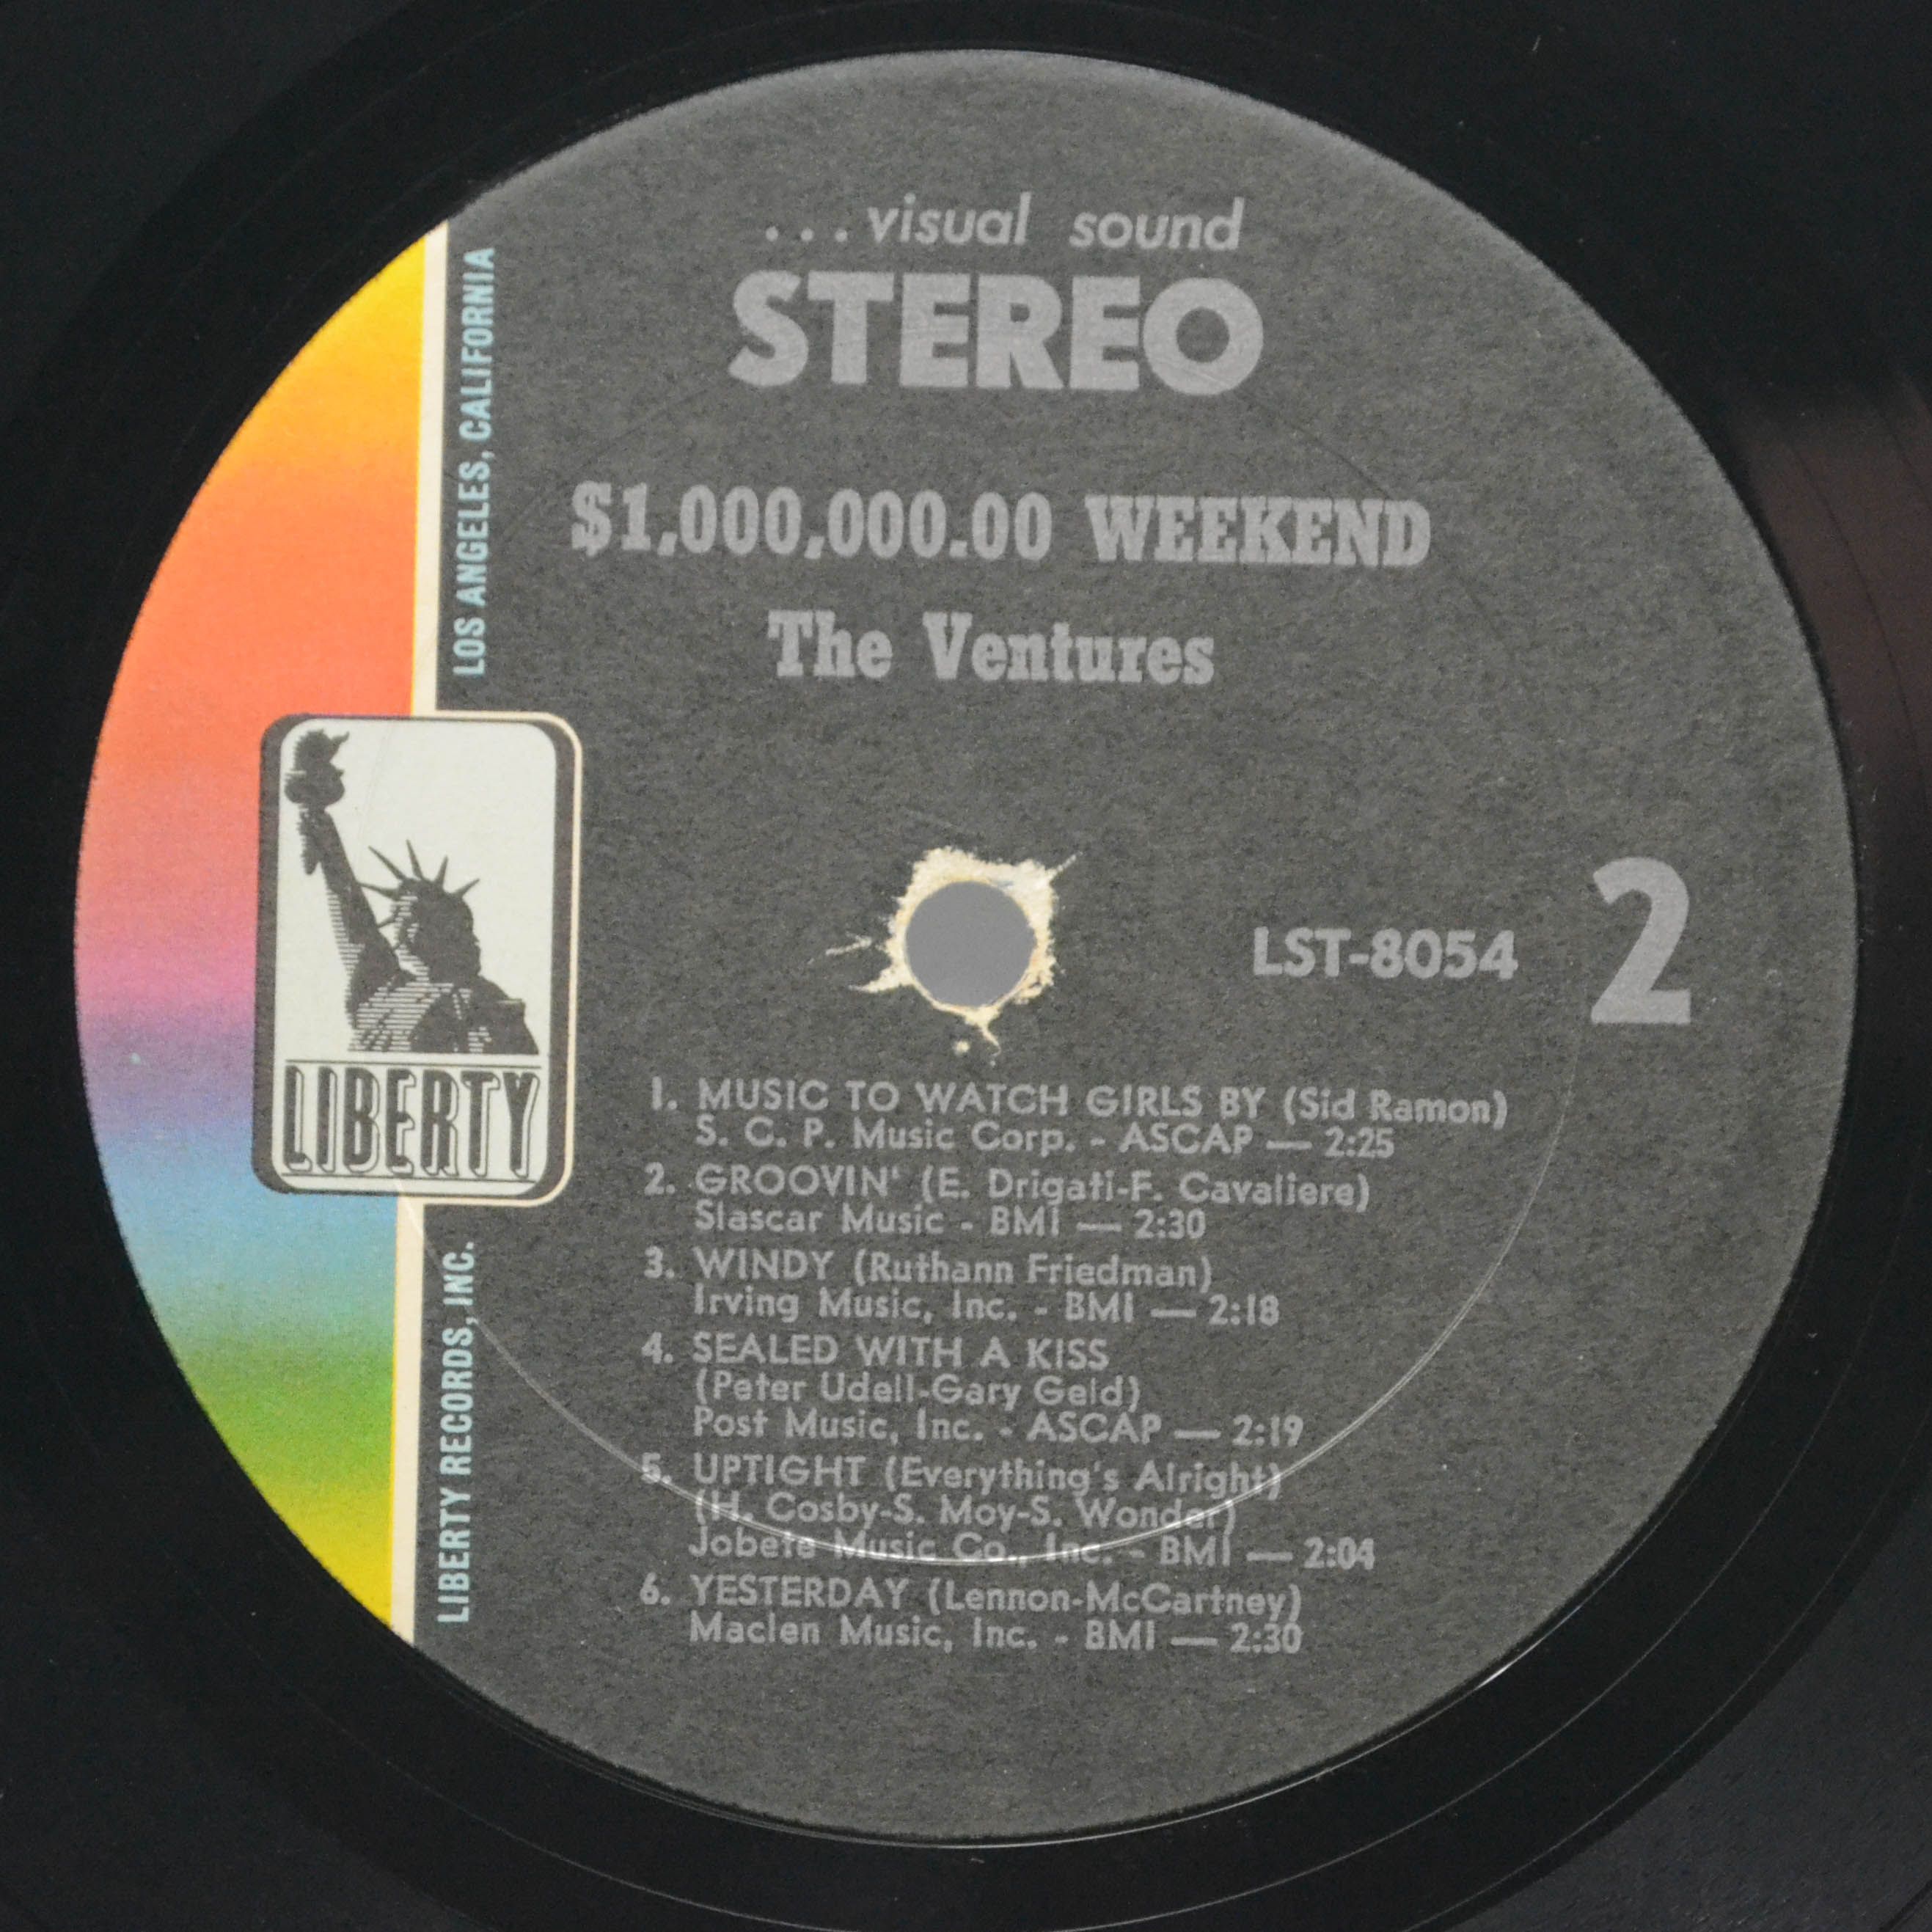 ...visual sound
STEREO
$1,000,000.00 WEEKEND
The Ventures
LOS ANGELES, CALIFORNIA
LIBERTY
LIBERTY RECORDS, INC.
LST-8054
2
1. MUSIC TO WATCH GIRLS BY (Sid Ramon)
S. C. P. Music Corp. - ASCAP — 2:25
2. GROOVIN' (E. Drigati-F. Cavaliere)
Slascar Music - BMI — 2:30
3. WINDY (Ruthann Friedman)
Irving Music, Inc. - BMI — 2:18
4. SEALED WITH A KISS
(Peter Udell-Gary Geld)
Post Music, Inc. - ASCAP — 2:19
5. UPTIGHT (Everything's Alright)
(H. Cosby-S. Moy-S. Wonder)
Jobete Music Co., Inc. - BMI — 2:04
6. YESTERDAY (Lennon-McCartney)
Maclen Music, Inc. - BMI — 2:30